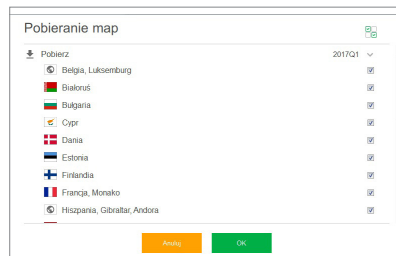 Pobieranie map
Pobierz 2017Q1
Belgia, Luksemburg
Białoruś
Bułgaria
Cypr
Dania
Estonia
Finlandia
Francja, Monako
Hiszpania, Gibraltar, Andora
Anuluj OK